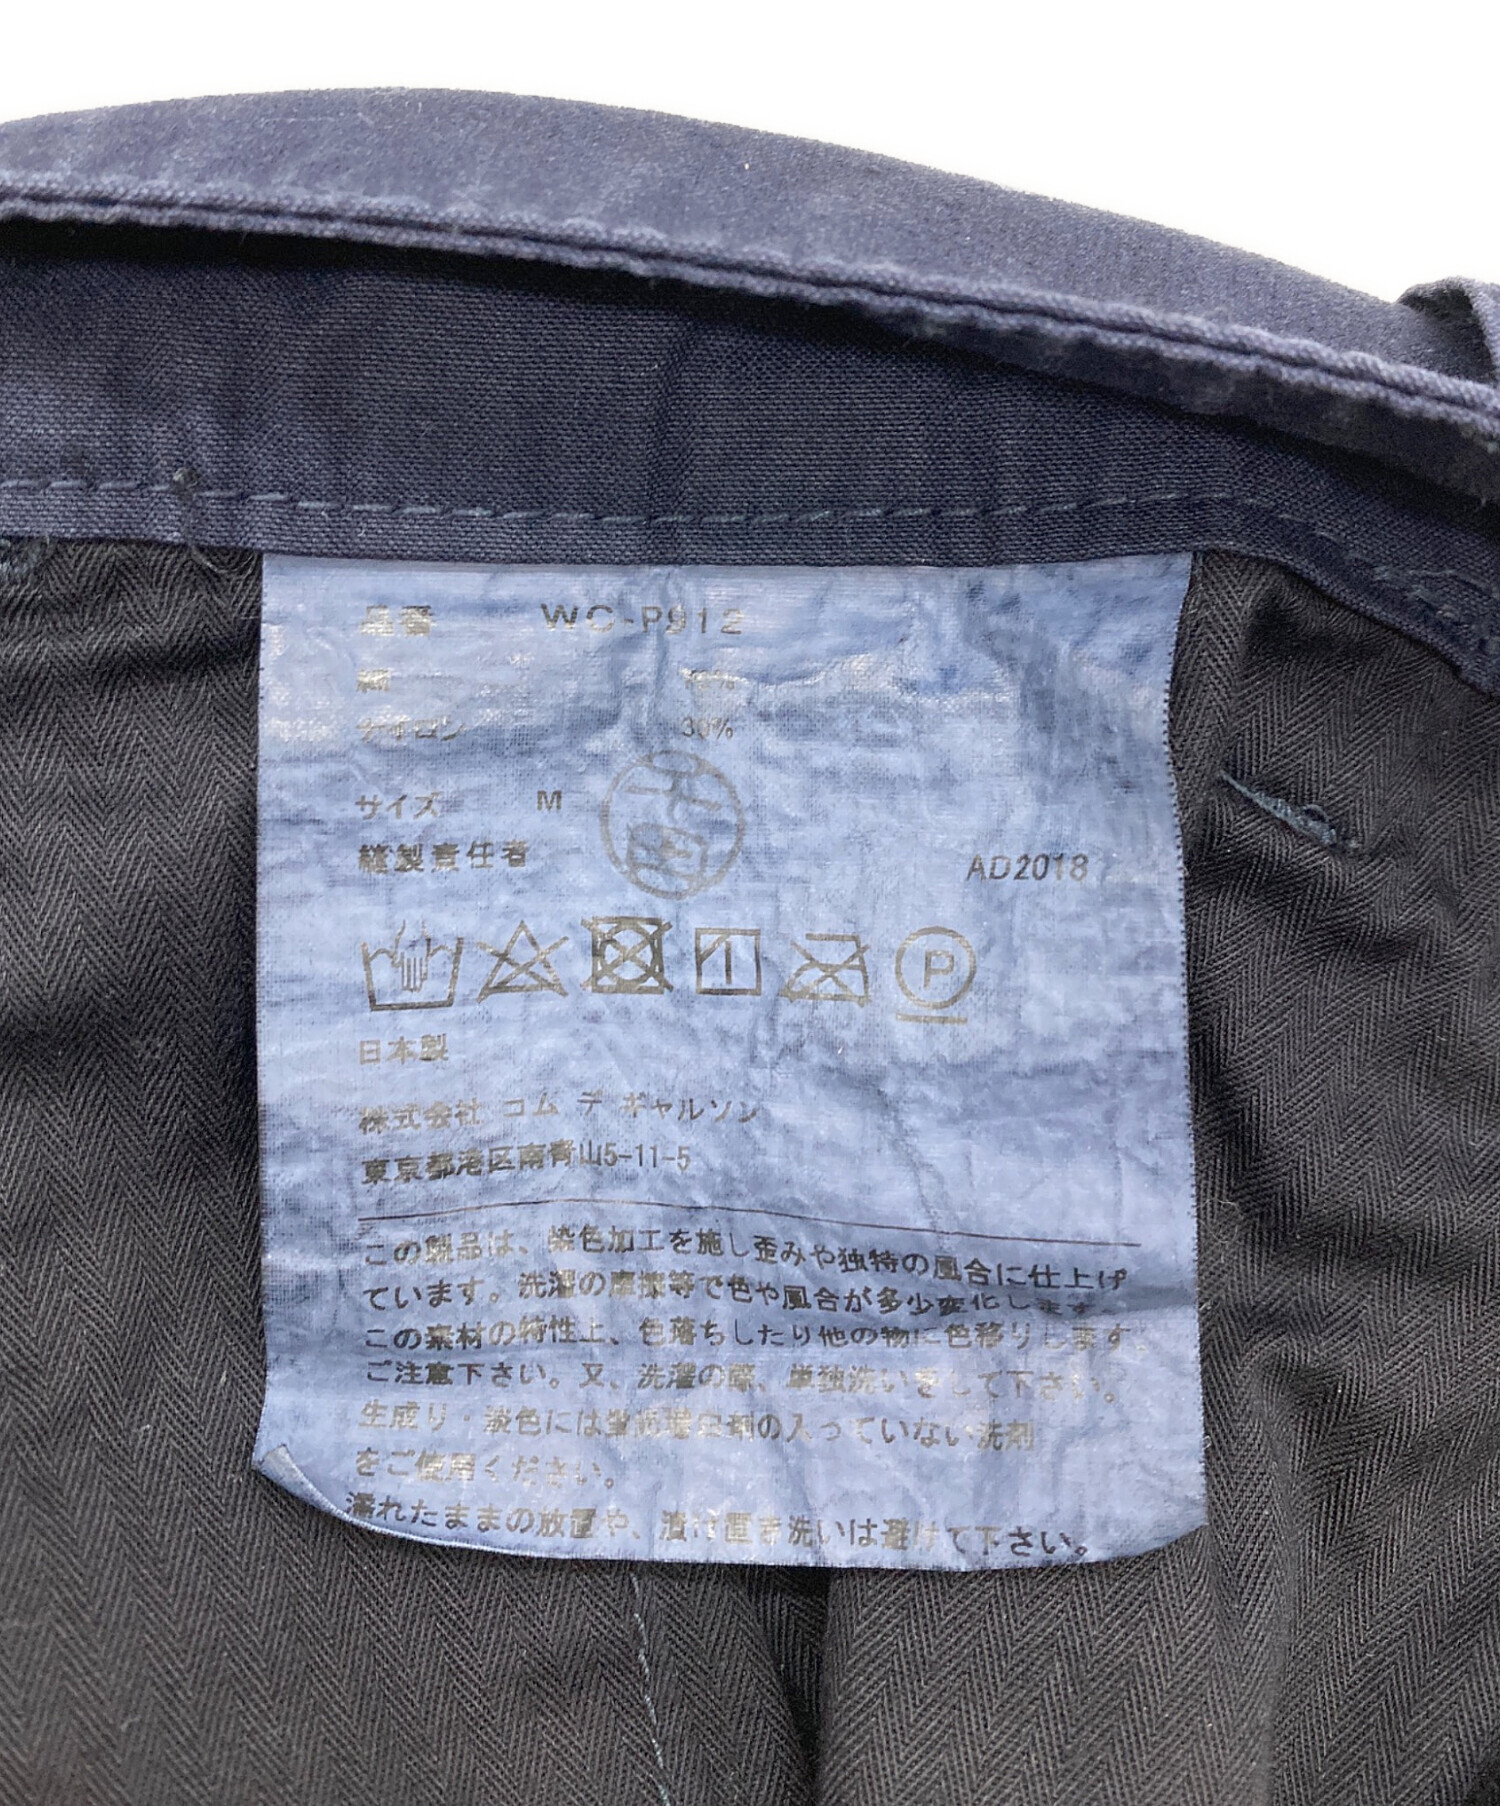 品番 WC-P912
綿
ナイロン 30%
サイズ M
縫製責任者 AD2018
P
日本製
株式会社 コム デ ギャルソン
東京都港区南青山5-11-5
この製品は、染色加工を施し歪みや独特の風合に仕上げ
ています。洗濯の摩擦等で色や風合が多少変化します。
この素材の特性上、色落ちしたり他の物に色移りします。
ご注意下さい。又、洗濯の際、単独洗いをして下さい。
生成り・淡色には蛍光増白剤の入っていない洗剤
をご使用ください。
濡れたままの放置や、漬け置き洗いは避けて下さい。